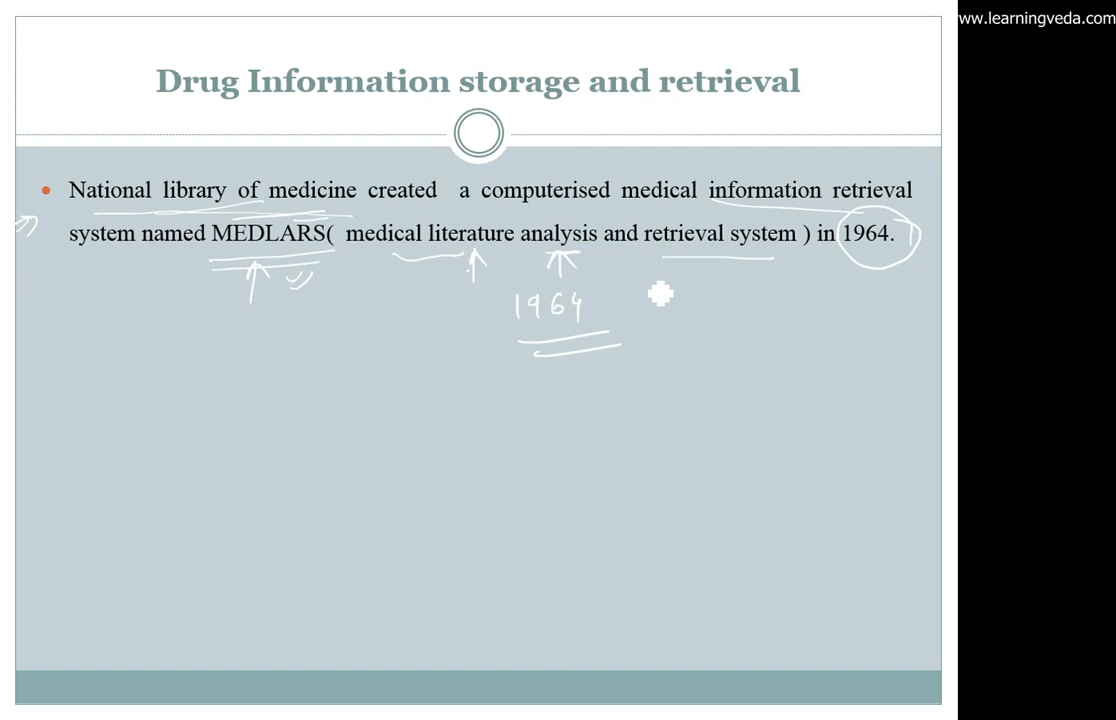 ww.learningveda.com
Drug Information storage and retrieval
National library of medicine created a computerised medical information retrieval
system named MEDLARS( medical literature analysis and retrieval system ) in 1964.
1964